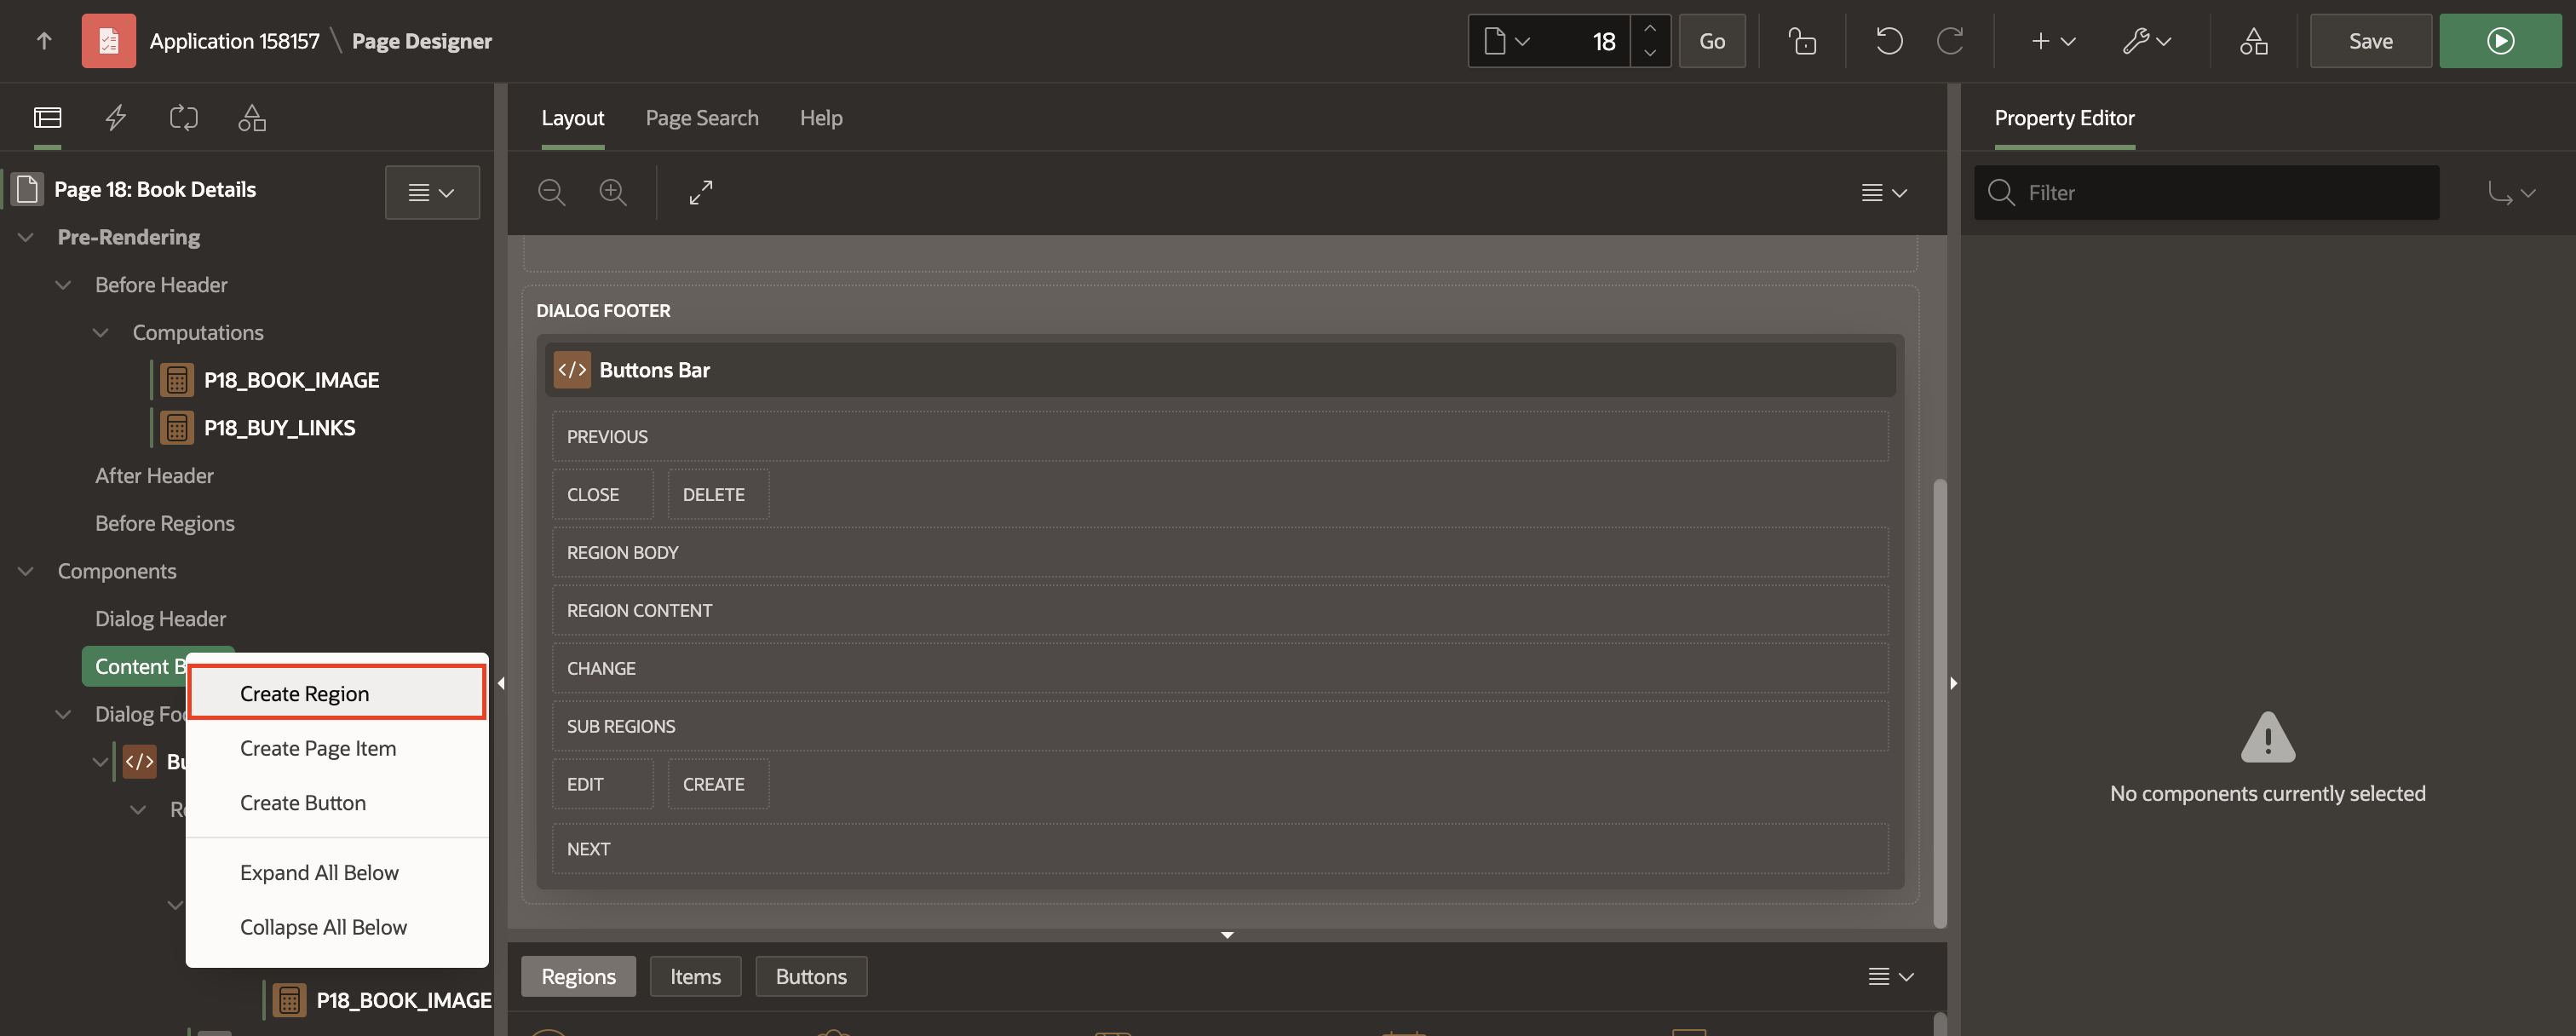 Application 158157 \ Page Designer
18
Go
Save
Page 18: Book Details
Pre-Rendering
Before Header
Computations
P18_BOOK_IMAGE
P18_BUY_LINKS
After Header
Before Regions
Components
Dialog Header
Content B
Dialog Foo
Bu
R
P18_BOOK_IMAGE
Create Region
Create Page Item
Create Button
Expand All Below
Collapse All Below
Layout
Page Search
Help
DIALOG FOOTER
</> Buttons Bar
PREVIOUS
CLOSE
DELETE
REGION BODY
REGION CONTENT
CHANGE
SUB REGIONS
EDIT
CREATE
NEXT
Regions
Items
Buttons
Property Editor
Filter
No components currently selected